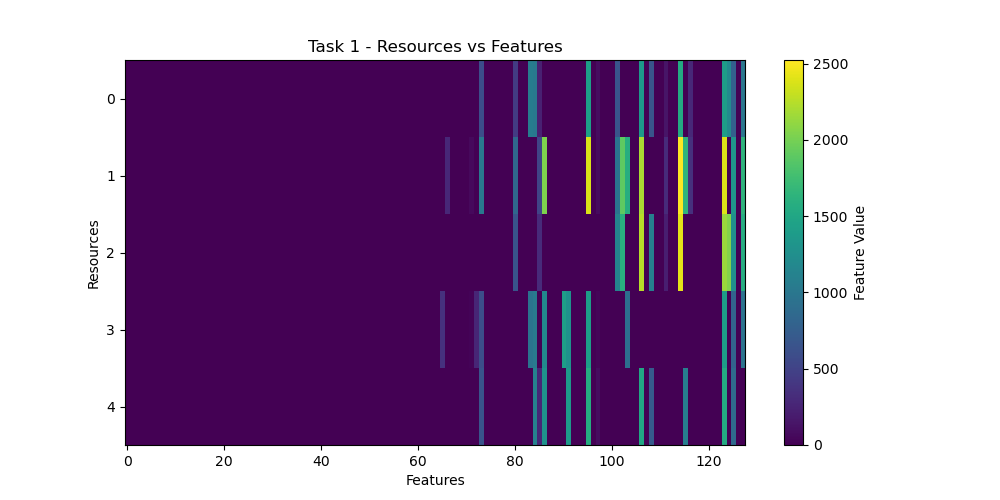 Task 1 - Resources vs Features
Resources
0
1
2
3
4
0 20 40 60 80 100 120
Features
2500
2000
1500
1000
500
0
Feature Value